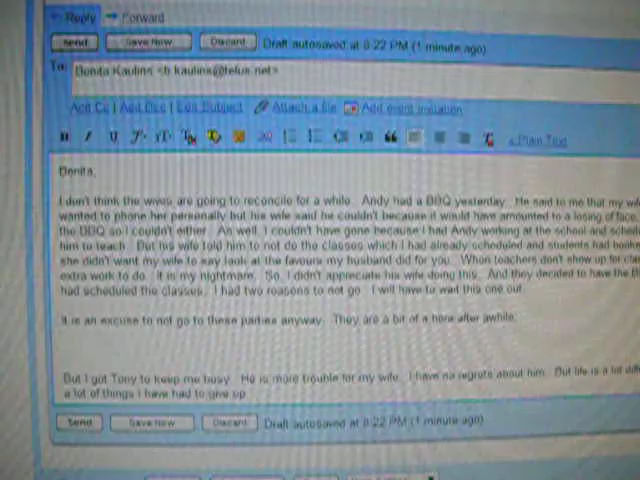 Reply Forward
Send Save Now Discard Draft autosaved at 8:22 PM (1 minute ago)
To: Bonita Kaulins <b.kaulins@telus.net>
Add Cc | Add Bcc | Edit Subject Attach a file Add event invitation
« Plain Text
Bonita,
I don't think the wives are going to reconcile for a while. Andy had a BBQ yesterday. He said to me that my wife
wanted to phone her personally but his wife said he couldn't because it would have amounted to a losing of face.
the BBQ so I couldn't either. As well, I couldn't have gone because I had Andy working at the school and
him to teach. But his wife told him to not do the classes which I had already scheduled and students had
she didn't want my wife to say look at the favours my husband did for you. When teachers don't show up for
extra work to do. It is my nightmare. So, I didn't appreciate his wife doing this. And they decided to have the
had scheduled the classes. I had two reasons to not go. I will have to wait this one out.
It is an excuse to not go to these parties anyway. They are a bit of a bore after awhile.
But I got Tony to keep me busy. He is more trouble for my wife. I have no regrets about him. But life is a lot
a lot of things I have had to give up.
Send Save Now Discard Draft autosaved at 8:22 PM (1 minute ago)